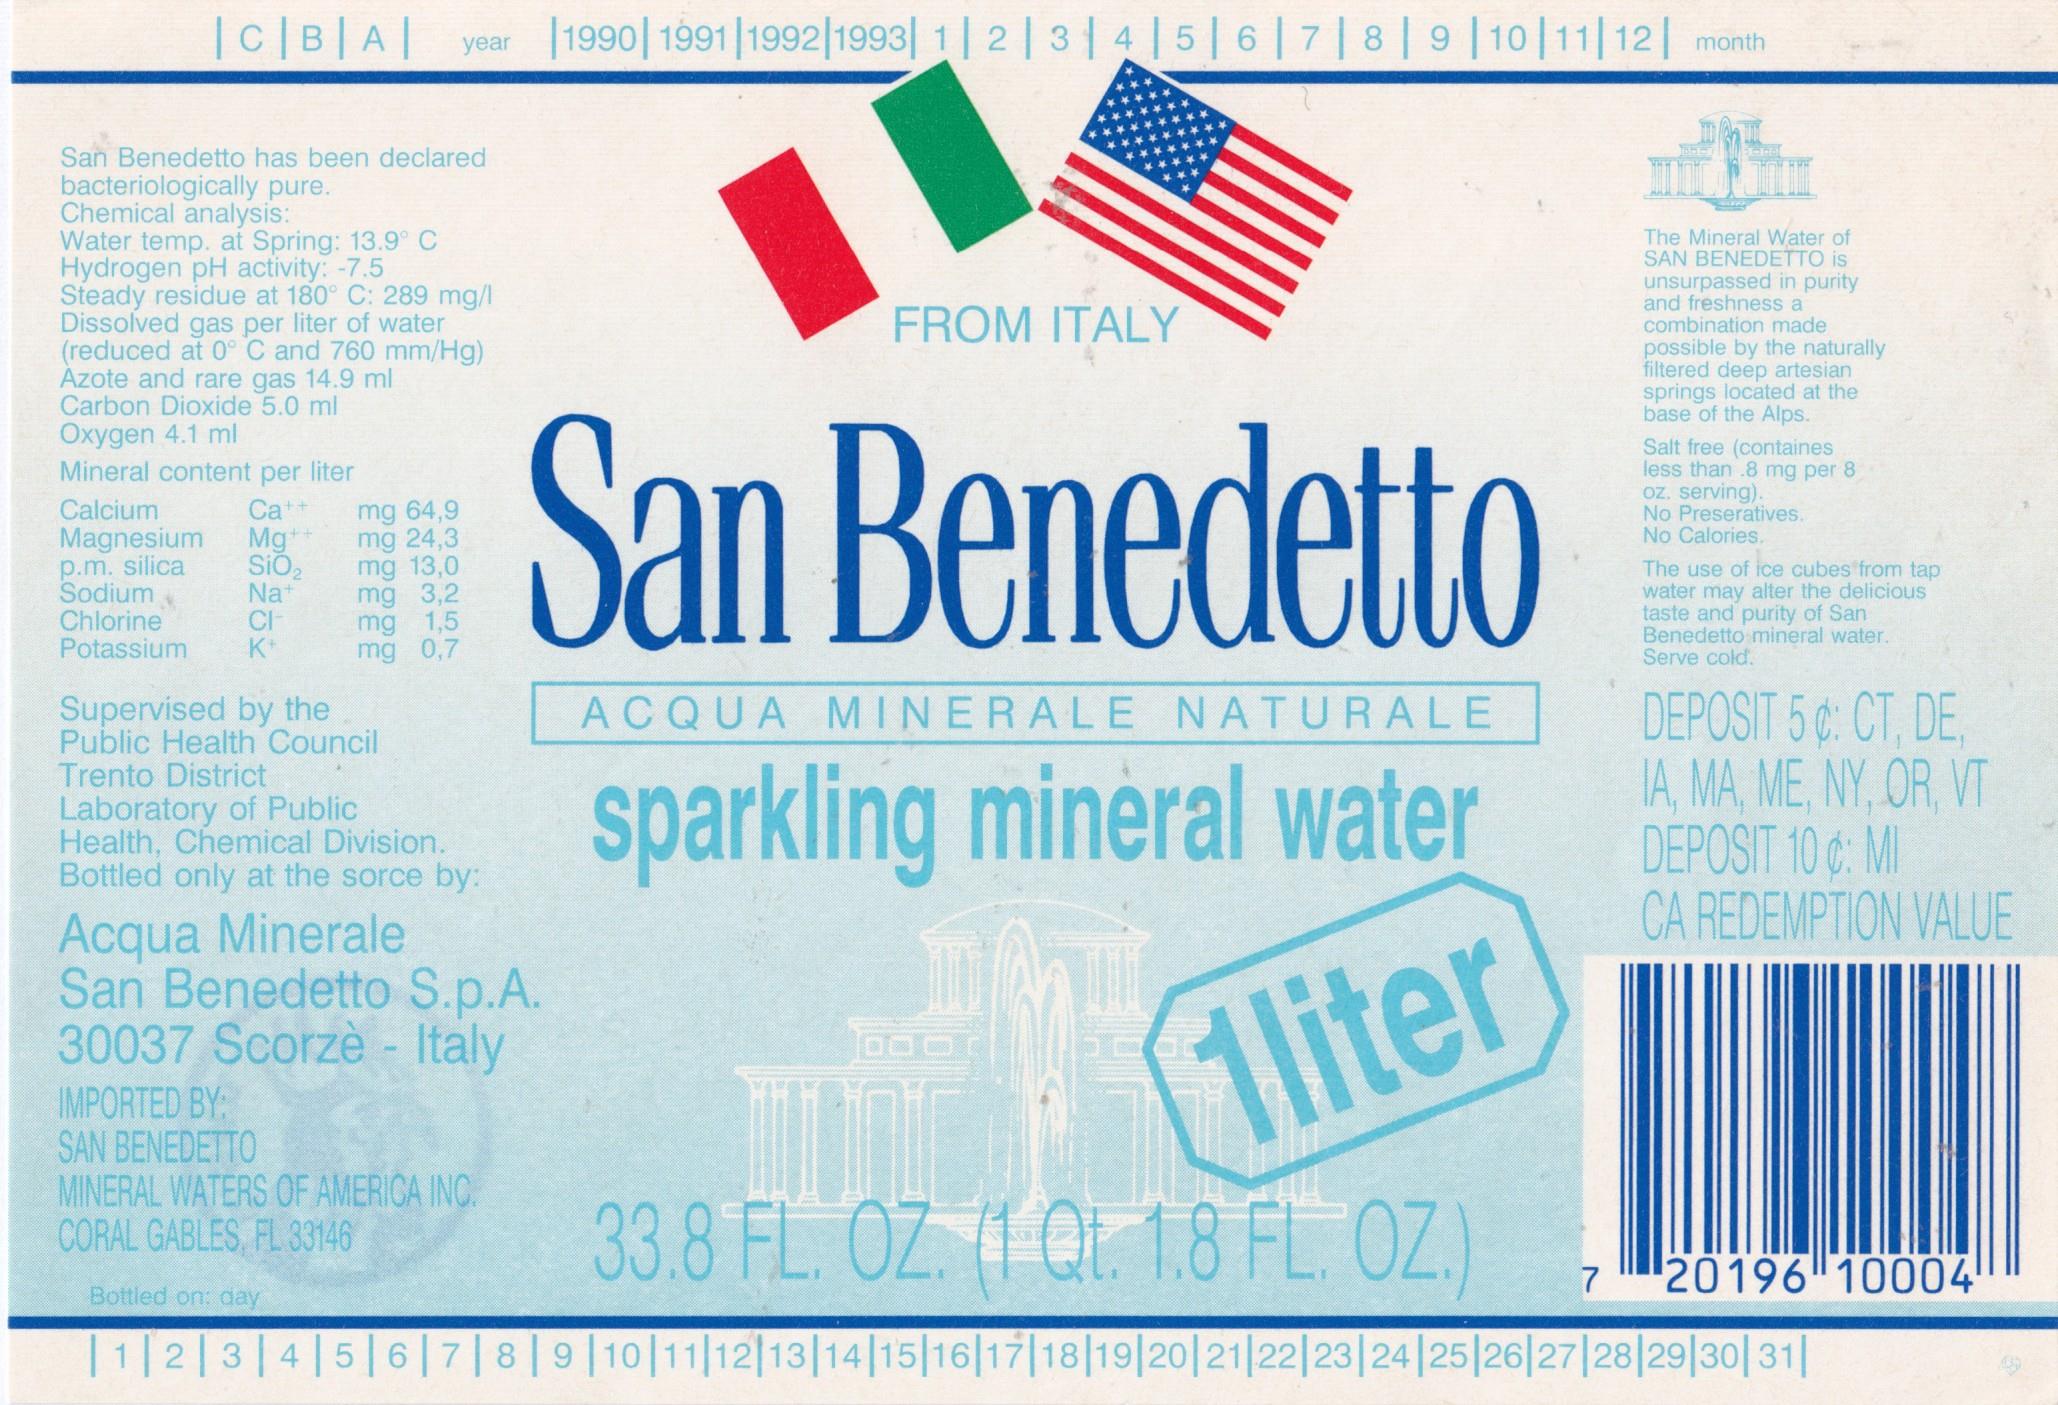 C B A year 1990 1991 1992 1993 1 2 3 4 5 6 7 8 9 10 11 12 month
San Benedetto has been declared
bacteriologically pure.
Chemical analysis:
Water temp. at Spring: 13.9° C
Hydrogen pH activity: -7.5
Steady residue at 180° C: 289 mg/l
Dissolved gas per liter of water
(reduced at 0° C and 760 mm/Hg)
Azote and rare gas 14.9 ml
Carbon Dioxide 5.0 ml
Oxygen 4.1 ml
Mineral content per liter
Calcium Ca++ mg 64,9
Magnesium Mg++ mg 24,3
p.m. silica SiO₂ mg 13,0
Sodium Na+ mg 3,2
Chlorine Cl- mg 1,5
Potassium K+ mg 0,7
Supervised by the
Public Health Council
Trento District
Laboratory of Public
Health, Chemical Division.
Bottled only at the sorce by:
Acqua Minerale
San Benedetto S.p.A.
30037 Scorzè - Italy
IMPORTED BY:
SAN BENEDETTO
MINERAL WATERS OF AMERICA INC.
CORAL GABLES, FL 33146
Bottled on: day
FROM ITALY
San Benedetto
ACQUA MINERALE NATURALE
sparkling mineral water
1 liter
33.8 FL. OZ. (1 Qt. 1.8 FL. OZ.)
The Mineral Water of
SAN BENEDETTO is
unsurpassed in purity
and freshness a
combination made
possible by the naturally
filtered deep artesian
springs located at the
base of the Alps.
Salt free (containes
less than .8 mg per 8
oz. serving).
No Preseratives.
No Calories.
The use of ice cubes from tap
water may alter the delicious
taste and purity of San
Benedetto mineral water.
Serve cold.
DEPOSIT 5 ¢: CT, DE,
IA, MA, ME, NY, OR, VT
DEPOSIT 10 ¢: MI
CA REDEMPTION VALUE
7 20196 10004
1 2 3 4 5 6 7 8 9 10 11 12 13 14 15 16 17 18 19 20 21 22 23 24 25 26 27 28 29 30 31